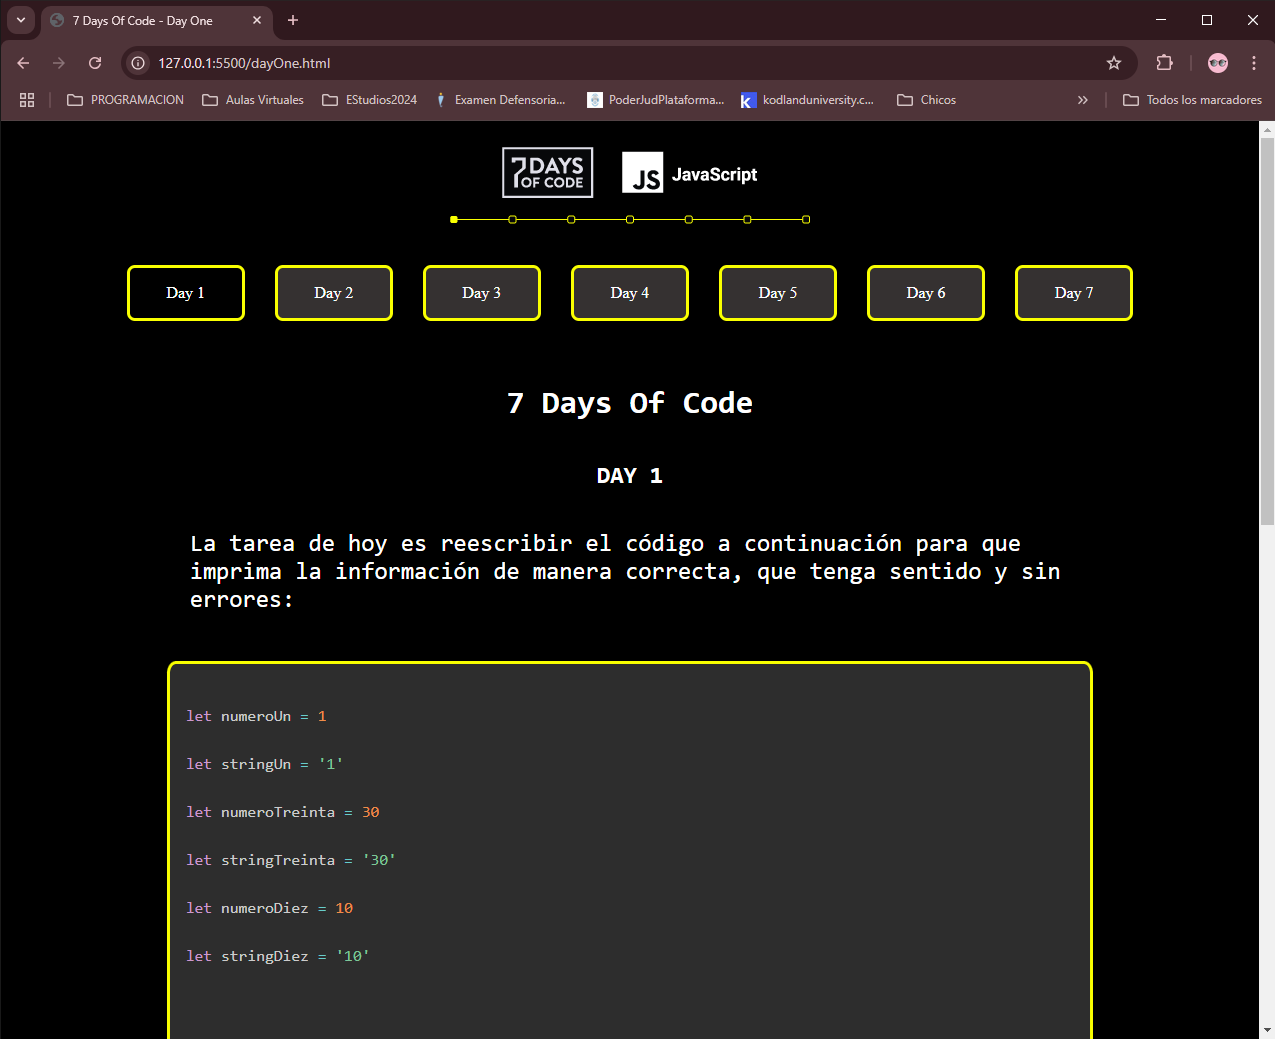 7 Days Of Code - Day One
127.0.0.1:5500/dayOne.html
PROGRAMACION
Aulas Virtuales
EStudios2024
Examen Defensoria...
PoderJudPlataforma...
kodlanduniversity.c...
Chicos
Todos los marcadores
7DAYS
OF CODE
JS
JavaScript
Day 1
Day 2
Day 3
Day 4
Day 5
Day 6
Day 7
7 Days Of Code
DAY 1
La tarea de hoy es reescribir el código a continuación para que
imprima la información de manera correcta, que tenga sentido y sin
errores:
let numeroUn = 1
let stringUn = '1'
let numeroTreinta = 30
let stringTreinta = '30'
let numeroDiez = 10
let stringDiez = '10'